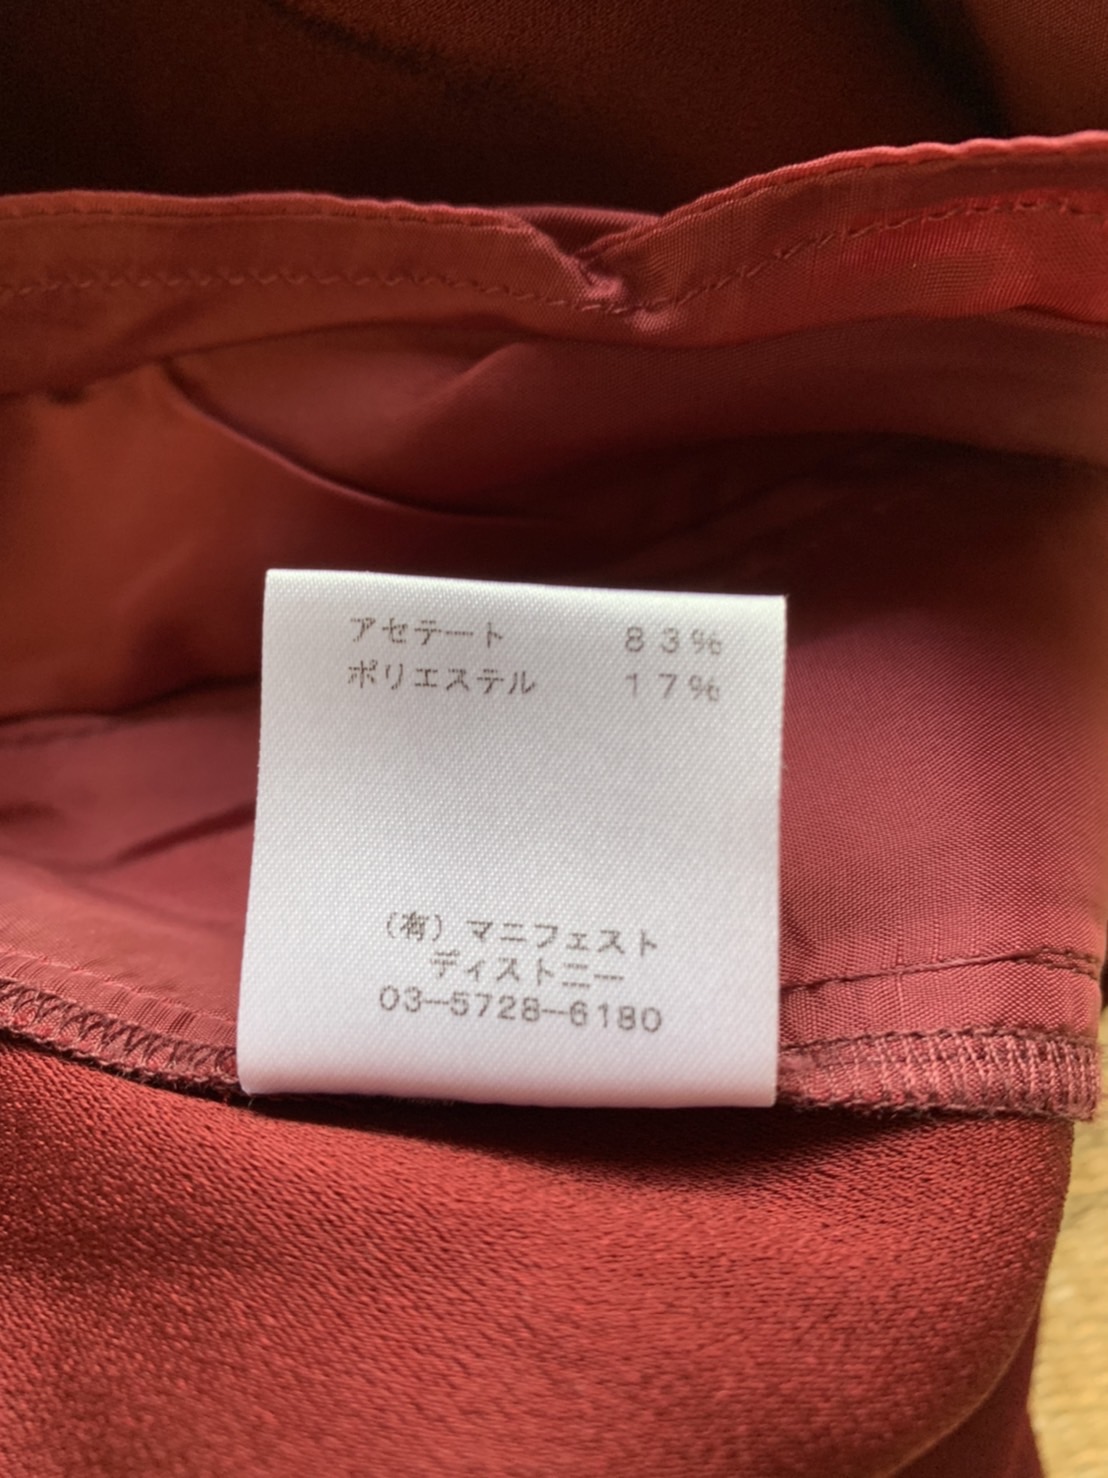 アセテート 83%
ポリエステル 17%
(有)マニフェスト
ディストニー
03-5728-6180